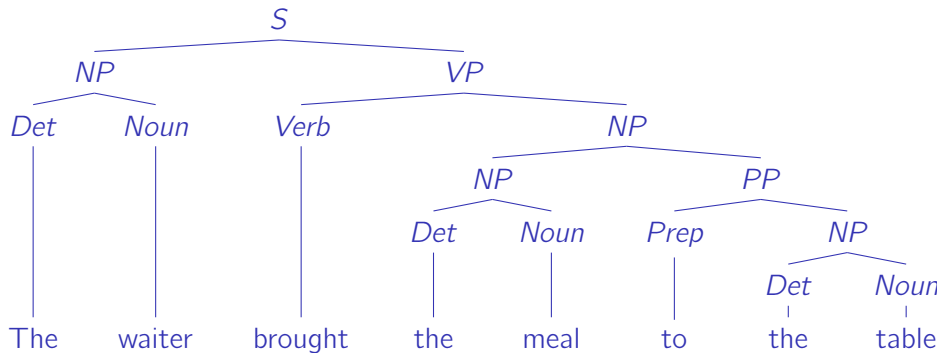 S
NP VP
Det Noun Verb NP
NP PP
Det Noun Prep NP
Det Noun
The waiter brought the meal to the table